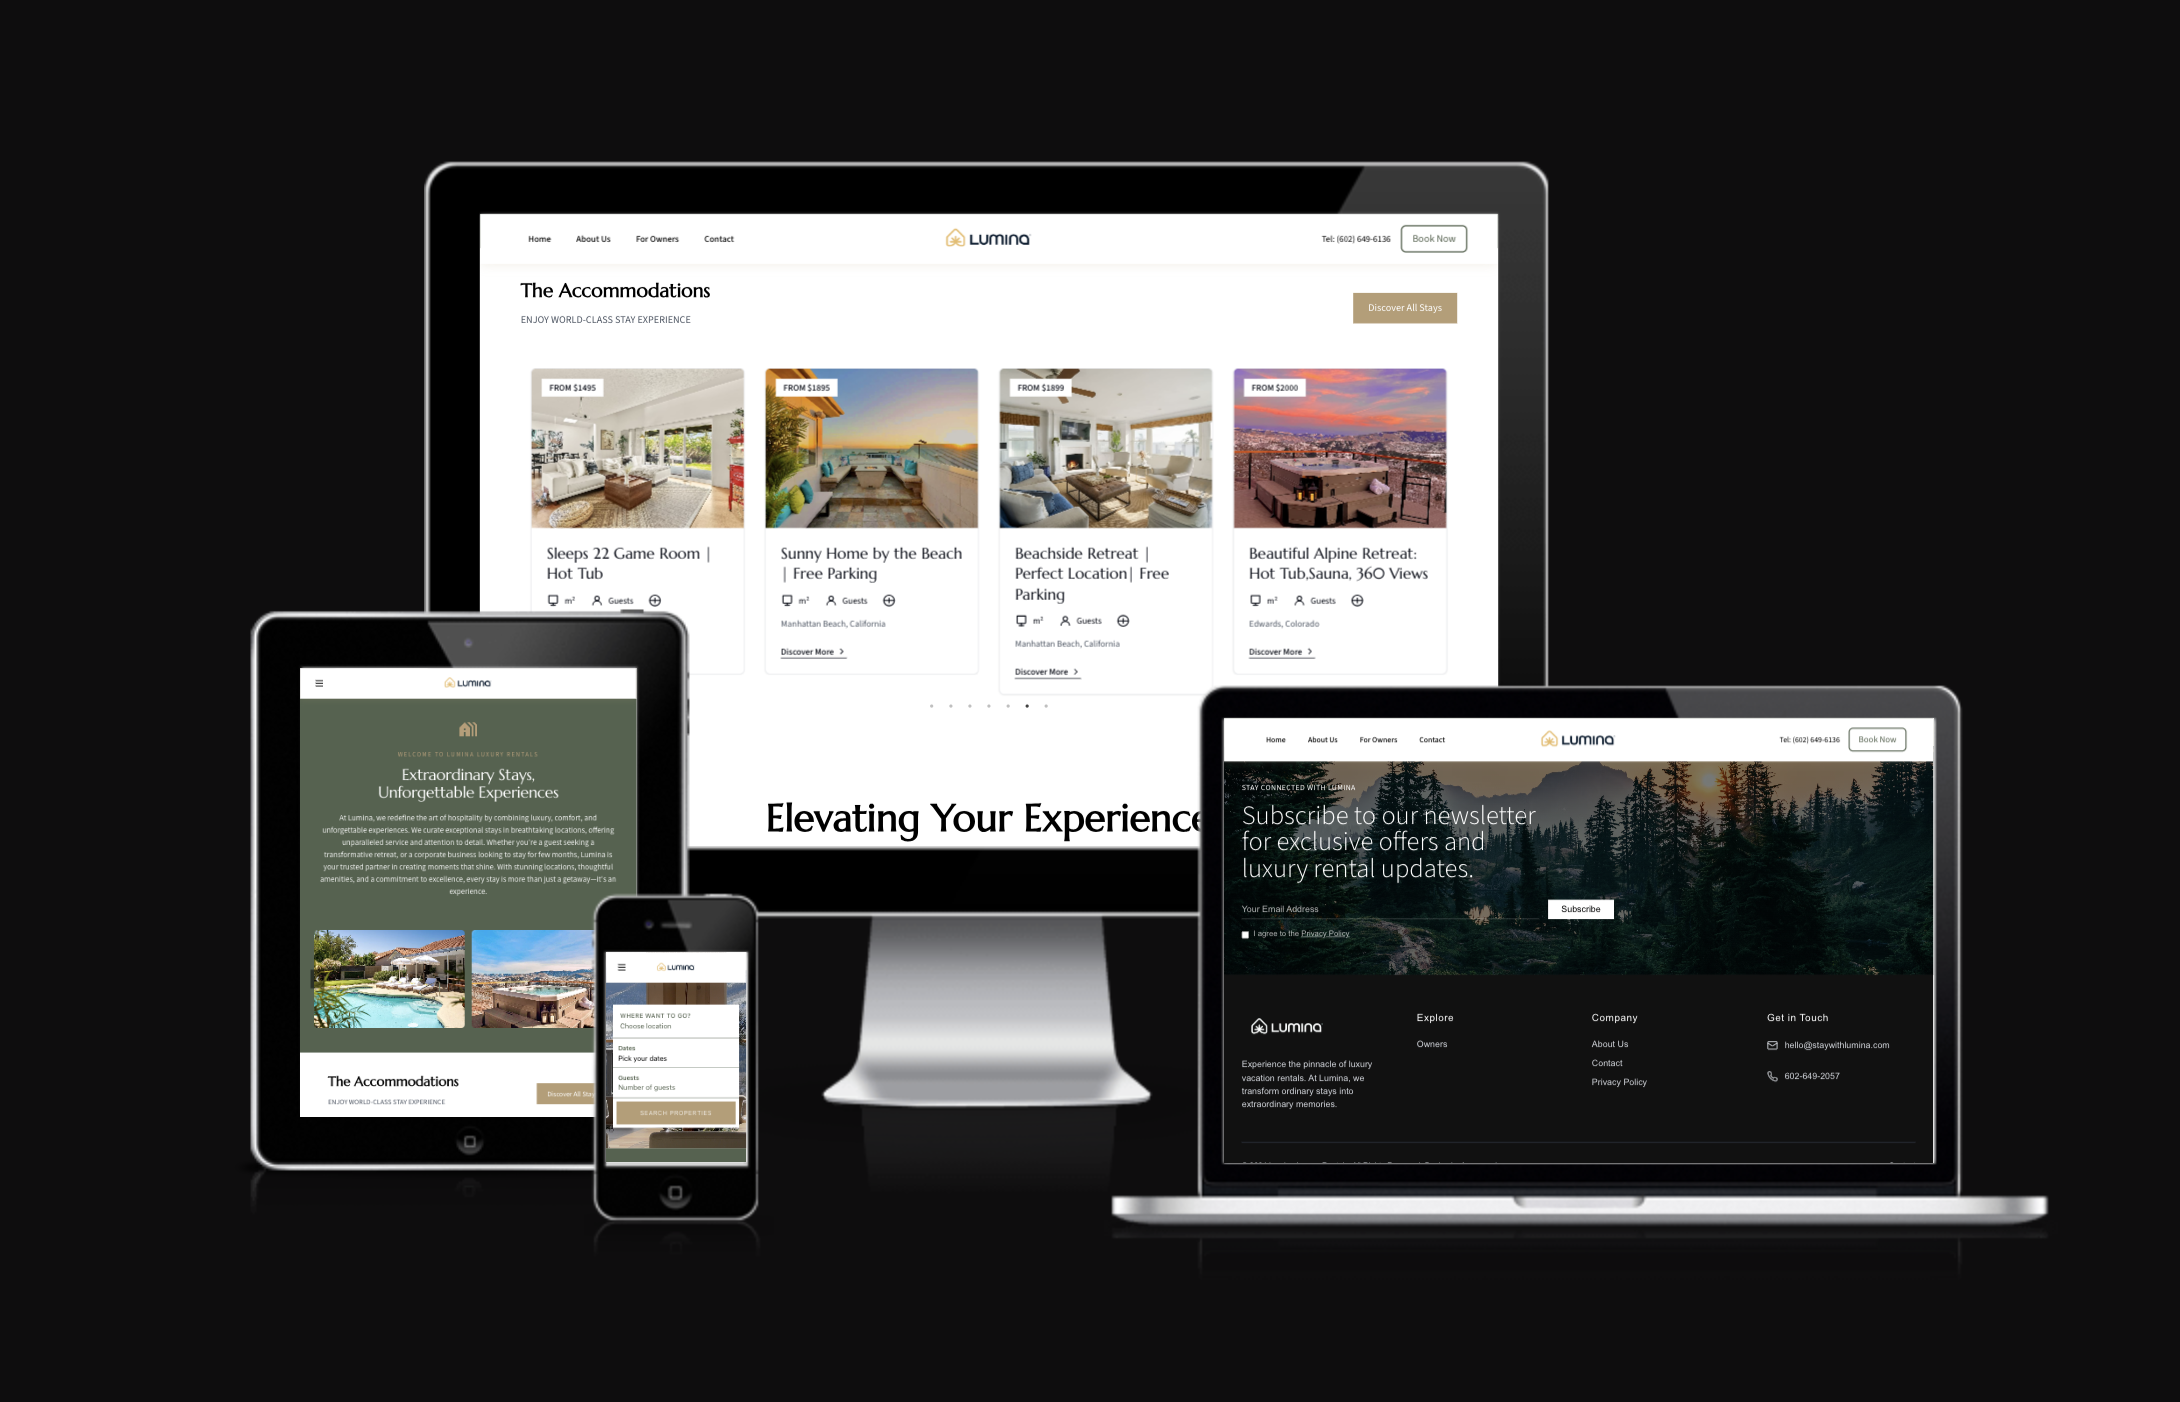 Home About Us For Owners Contact LUMINA Tel: (602) 649-6136 Book Now
The Accommodations
ENJOY WORLD-CLASS STAY EXPERIENCE
Discover All Stays
FROM $1495
Sleeps 22 Game Room |
Hot Tub
m² Guests
FROM $1895
Sunny Home by the Beach
| Free Parking
m² Guests
Manhattan Beach, California
Discover More >
FROM $1899
Beachside Retreat |
Perfect Location| Free
Parking
m² Guests
Manhattan Beach, California
Discover More >
FROM $2000
Beautiful Alpine Retreat:
Hot Tub,Sauna, 360 Views
m² Guests
Edwards, Colorado
Discover More >
Elevating Your Experience
LUMINA
WELCOME TO LUMINA LUXURY RENTALS
Extraordinary Stays,
Unforgettable Experiences
At Lumina, we redefine the art of hospitality by combining luxury, comfort, and
unforgettable experiences. We curate exceptional stays in breathtaking locations, offering
unparalleled service and attention to detail. Whether you're a guest seeking a
transformative retreat, or a corporate business looking to stay for few months, Lumina is
your trusted partner in creating moments that shine. With stunning locations, thoughtful
amenities, and a commitment to excellence, every stay is more than just a getaway—it's an
experience.
The Accommodations
ENJOY WORLD-CLASS STAY EXPERIENCE
Discover All Stay
LUMINA
WHERE WANT TO GO?
Choose location
Dates
Pick your dates
Guests
Number of guests
SEARCH PROPERTIES
Home About Us For Owners Contact LUMINA Tel: (602) 649-6136 Book Now
STAY CONNECTED WITH LUMINA
Subscribe to our newsletter
for exclusive offers and
luxury rental updates.
Your Email Address
Subscribe
I agree to the Privacy Policy
LUMINA
Experience the pinnacle of luxury
vacation rentals. At Lumina, we
transform ordinary stays into
extraordinary memories.
Explore
Owners
Company
About Us
Contact
Privacy Policy
Get in Touch
hello@staywithlumina.com
602-649-2057